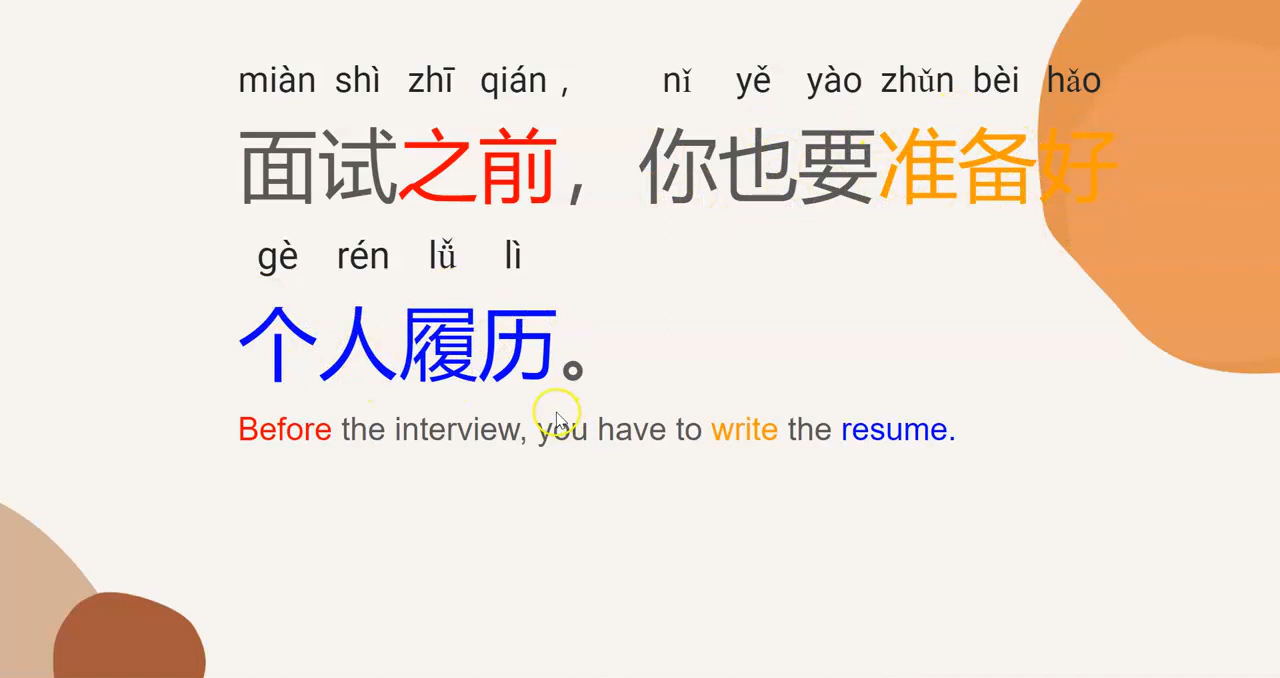 miàn shì zhī qián , nǐ yě yào zhǔn bèi hǎo
面试之前，你也要准备好
gè rén lǚ lì
个人履历。
Before the interview, you have to write the resume.